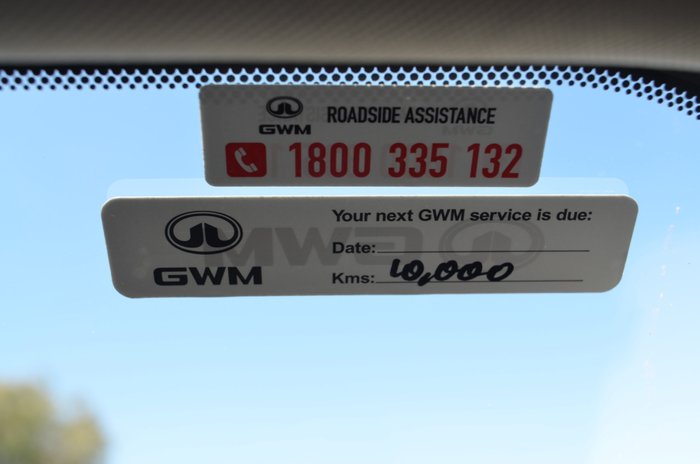 GWM ROADSIDE ASSISTANCE
1800 335 132
Your next GWM service is due:
Date:
GWM
Kms: 10,000